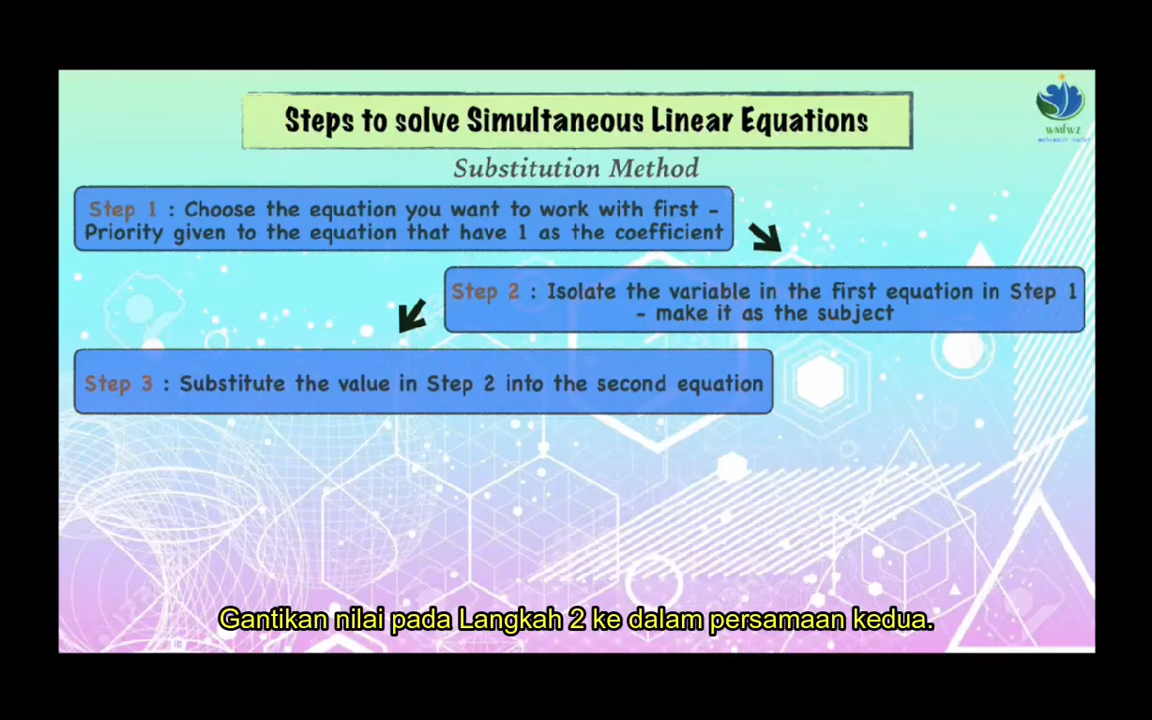 Steps to solve Simultaneous Linear Equations
WMFWZ
Substitution Method
Step 1 : Choose the equation you want to work with first -
Priority given to the equation that have 1 as the coefficient
Step 2 : Isolate the variable in the first equation in Step 1
- make it as the subject
Step 3 : Substitute the value in Step 2 into the second equation
Gantikan nilai pada Langkah 2 ke dalam persamaan kedua.